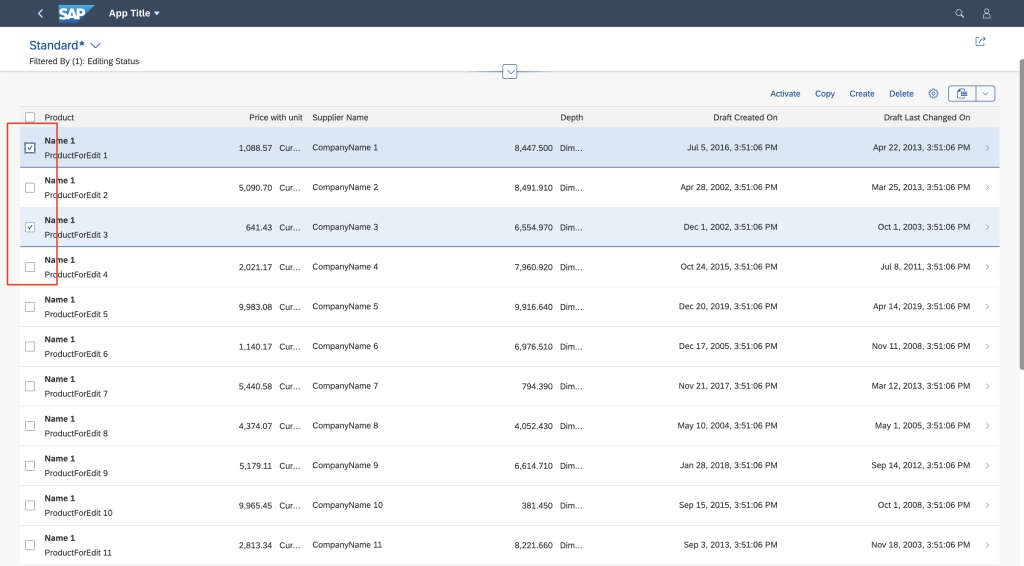 SAP App Title
Standard*
Filtered By (1): Editing Status
Activate Copy Create Delete
Product Price with unit Supplier Name Depth Draft Created On Draft Last Changed On
Name 1
ProductForEdit 1 1,088.57 Cur... CompanyName 1 8,447.500 Dim... Jul 5, 2016, 3:51:06 PM Apr 22, 2013, 3:51:06 PM
Name 1
ProductForEdit 2 5,090.70 Cur... CompanyName 2 8,491.910 Dim... Apr 28, 2002, 3:51:06 PM Mar 25, 2013, 3:51:06 PM
Name 1
ProductForEdit 3 641.43 Cur... CompanyName 3 6,554.970 Dim... Dec 1, 2002, 3:51:06 PM Oct 1, 2003, 3:51:06 PM
Name 1
ProductForEdit 4 2,021.17 Cur... CompanyName 4 7,960.920 Dim... Oct 24, 2015, 3:51:06 PM Jul 8, 2011, 3:51:06 PM
Name 1
ProductForEdit 5 9,983.08 Cur... CompanyName 5 9,916.640 Dim... Dec 20, 2019, 3:51:06 PM Apr 14, 2019, 3:51:06 PM
Name 1
ProductForEdit 6 1,140.17 Cur... CompanyName 6 6,976.510 Dim... Dec 17, 2005, 3:51:06 PM Nov 11, 2008, 3:51:06 PM
Name 1
ProductForEdit 7 5,440.58 Cur... CompanyName 7 794.390 Dim... Nov 21, 2017, 3:51:06 PM Mar 12, 2013, 3:51:06 PM
Name 1
ProductForEdit 8 4,374.07 Cur... CompanyName 8 4,052.430 Dim... May 10, 2004, 3:51:06 PM May 1, 2005, 3:51:06 PM
Name 1
ProductForEdit 9 5,179.11 Cur... CompanyName 9 6,614.710 Dim... Jan 28, 2018, 3:51:06 PM Sep 14, 2012, 3:51:06 PM
Name 1
ProductForEdit 10 9,965.45 Cur... CompanyName 10 381.450 Dim... Sep 15, 2015, 3:51:06 PM Oct 1, 2008, 3:51:06 PM
Name 1
ProductForEdit 11 2,813.34 Cur... CompanyName 11 8,221.660 Dim... Sep 3, 2013, 3:51:06 PM Nov 18, 2003, 3:51:06 PM